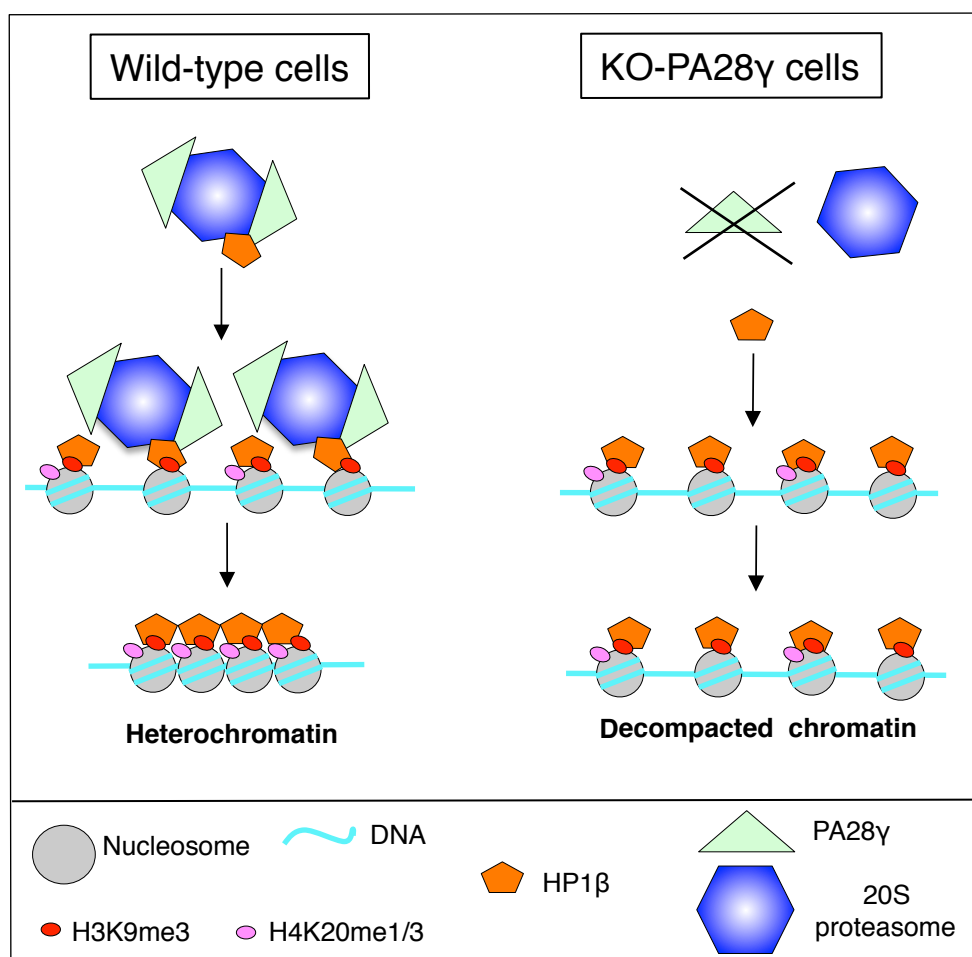 Wild-type cells
KO-PA28γ cells
Heterochromatin
Decompacted chromatin
Nucleosome
DNA
HP1β
PA28γ
20S
proteasome
H3K9me3
H4K20me1/3